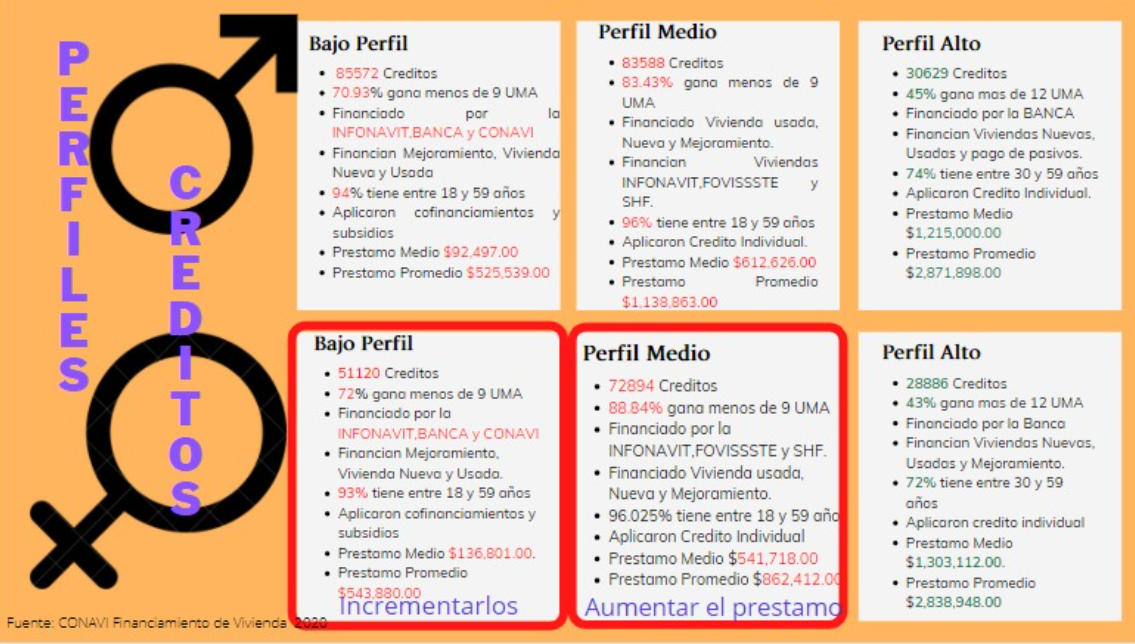 PERFILES
CREDITOS
Bajo Perfil
• 85572 Creditos
• 70.93% gana menos de 9 UMA
• Financiado por la
INFONAVIT,BANCA y CONAVI
• Financian Mejoramiento, Vivienda
Nueva y Usada
• 94% tiene entre 18 y 59 años
• Aplicaron cofinanciamientos y
subsidios
• Prestamo Medio $92,497.00
• Prestamo Promedio $525,539.00
Perfil Medio
• 83588 Creditos
• 83.43% gana menos de 9
UMA
• Financiado Vivienda usada,
Nueva y Mejoramiento.
• Financian Viviendas
INFONAVIT,FOVISSSTE y
SHF.
• 96% tiene entre 18 y 59 años
• Aplicaron Credito Individual.
• Prestamo Medio $612,626.00
• Prestamo Promedio
$1,138,863.00
Perfil Alto
• 30629 Creditos
• 45% gana mas de 12 UMA
• Financiado por la BANCA
• Financian Viviendas Nuevas,
Usadas y pago de pasivos.
• 74% tiene entre 30 y 59 años
• Aplicaron Credito Individual.
• Prestamo Medio
$1,215,000.00
• Prestamo Promedio
$2,871,898.00
Bajo Perfil
• 51120 Creditos
• 72% gana menos de 9 UMA
• Financiado por la
INFONAVIT,BANCA y CONAVI
• Financian Mejoramiento,
Vivienda Nueva y Usada.
• 93% tiene entre 18 y 59 años
• Aplicaron cofinanciamientos y
subsidios
• Prestamo Medio $136,801.00.
• Prestamo Promedio
$543,880.00
Incrementarlos
Perfil Medio
• 72894 Creditos
• 88.84% gana menos de 9 UMA
• Financiado por la
INFONAVIT,FOVISSSTE y SHF.
• Financiado Vivienda usada,
Nueva y Mejoramiento.
• 96.025% tiene entre 18 y 59 año
• Aplicaron Credito Individual
• Prestamo Medio $541,718.00
• Prestamo Promedio $862,412.00
Aumentar el prestamo
Perfil Alto
• 28886 Creditos
• 43% gana mas de 12 UMA
• Financiado por la Banca
• Financian Viviendas Nuevas,
Usadas y Mejoramiento.
• 72% tiene entre 30 y 59
años
• Aplicaron credito individual
• Prestamo Medio
$1,303,112.00.
• Prestamo Promedio
$2,838,948.00
Fuente: CONAVI Financiamiento de Vivienda 2020